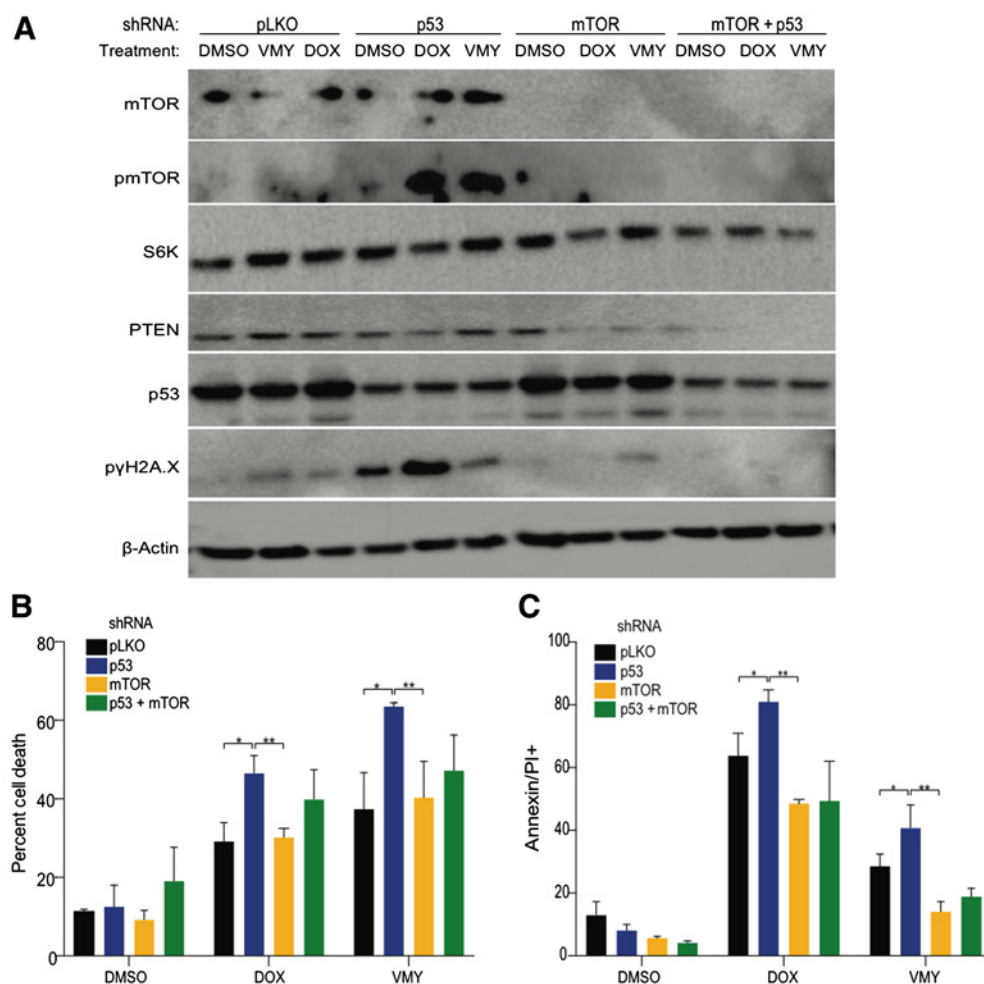 A
shRNA: pLKO p53 mTOR mTOR + p53
Treatment: DMSO VMY DOX DMSO DOX VMY DMSO DOX VMY DMSO DOX VMY
mTOR
pmTOR
S6K
PTEN
p53
pγH2A.X
β-Actin
B
shRNA
pLKO
p53
mTOR
p53 + mTOR
Percent cell death
80
60
40
20
0
* **
* **
DMSO DOX VMY
C
shRNA
pLKO
p53
mTOR
p53 + mTOR
Annexin/PI+
100
80
60
40
20
0
* **
* **
DMSO DOX VMY